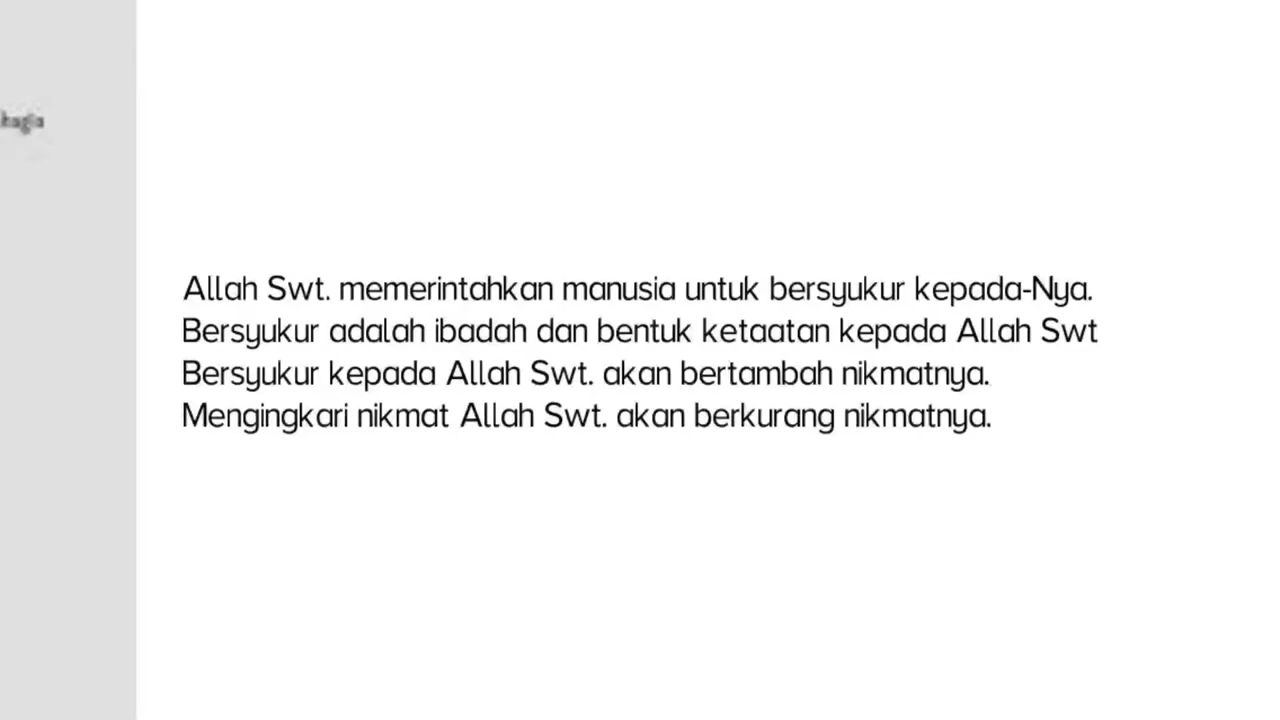 Allah Swt. memerintahkan manusia untuk bersyukur kepada-Nya.
Bersyukur adalah ibadah dan bentuk ketaatan kepada Allah Swt
Bersyukur kepada Allah Swt. akan bertambah nikmatnya.
Mengingkari nikmat Allah Swt. akan berkurang nikmatnya.